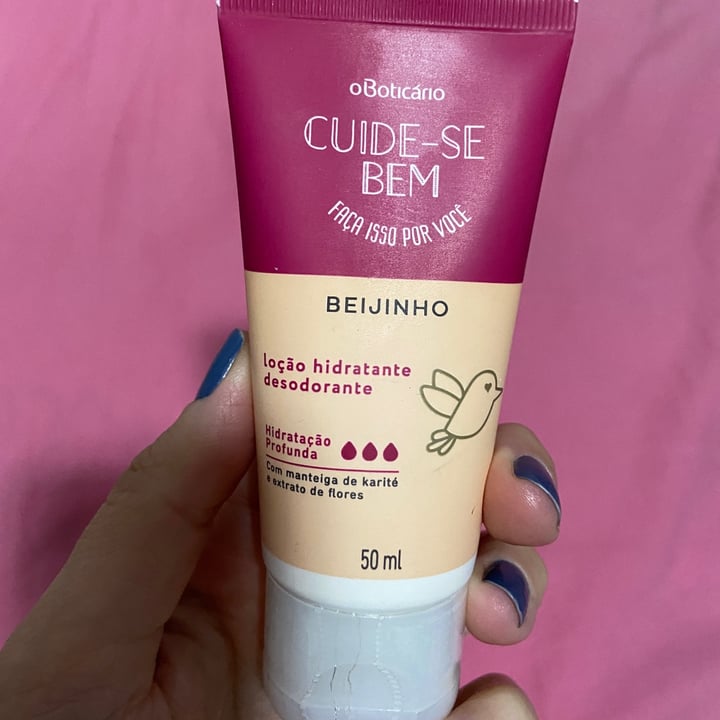 oBoticário
CUIDE-SE
BEM
FAÇA ISSO POR VOCÊ
BEIJINHO
loção hidratante
desodorante
Hidratação
Profunda
Com manteiga de karité
e extrato de flores
50 ml